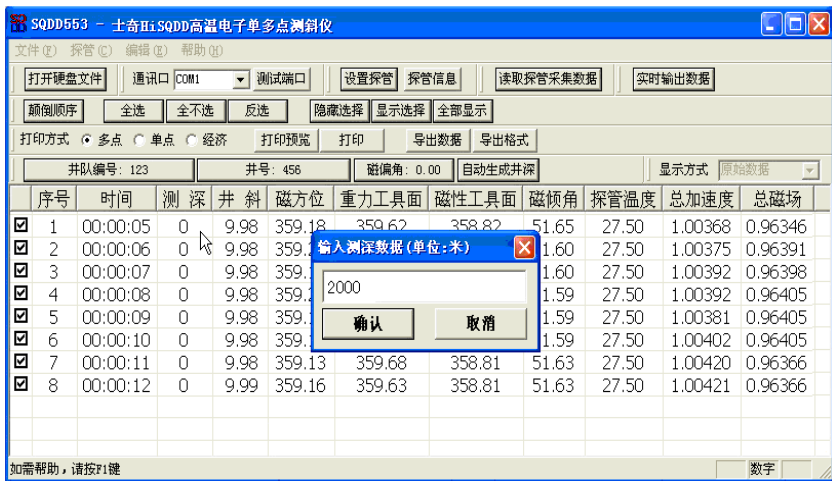 SQDD553 - 士奇HiSQDD高温电子单多点测斜仪
文件(F) 探管(C) 编辑(E) 帮助(H)
打开硬盘文件 通讯口 COM1 测试端口 设置探管 探管信息 读取探管采集数据 实时输出数据
颠倒顺序 全选 全不选 反选 隐藏选择 显示选择 全部显示
打印方式 多点 单点 经济 打印预览 打印 导出数据 导出格式
井队编号: 123 井号: 456 磁偏角: 0.00 自动生成井深 显示方式 原始数据
序号 时间 测 深 井 斜 磁方位 重力工具面 磁性工具面 磁倾角 探管温度 总加速度 总磁场
1 00:00:05 0 9.98 359.18 359.62 358.82 51.65 27.50 1.00368 0.96346
2 00:00:06 0 9.98 359. 1.60 27.50 1.00375 0.96391
3 00:00:07 0 9.98 359. 1.60 27.50 1.00392 0.96398
4 00:00:08 0 9.98 359. 1.59 27.50 1.00392 0.96405
5 00:00:09 0 9.98 359. 1.59 27.50 1.00381 0.96405
6 00:00:10 0 9.98 359. 1.59 27.50 1.00402 0.96405
7 00:00:11 0 9.98 359.13 359.68 358.81 51.63 27.50 1.00420 0.96366
8 00:00:12 0 9.99 359.16 359.63 358.81 51.63 27.50 1.00421 0.96366
输入测深数据(单位:米)
2000
确认 取消
如需帮助，请按F1键 数字